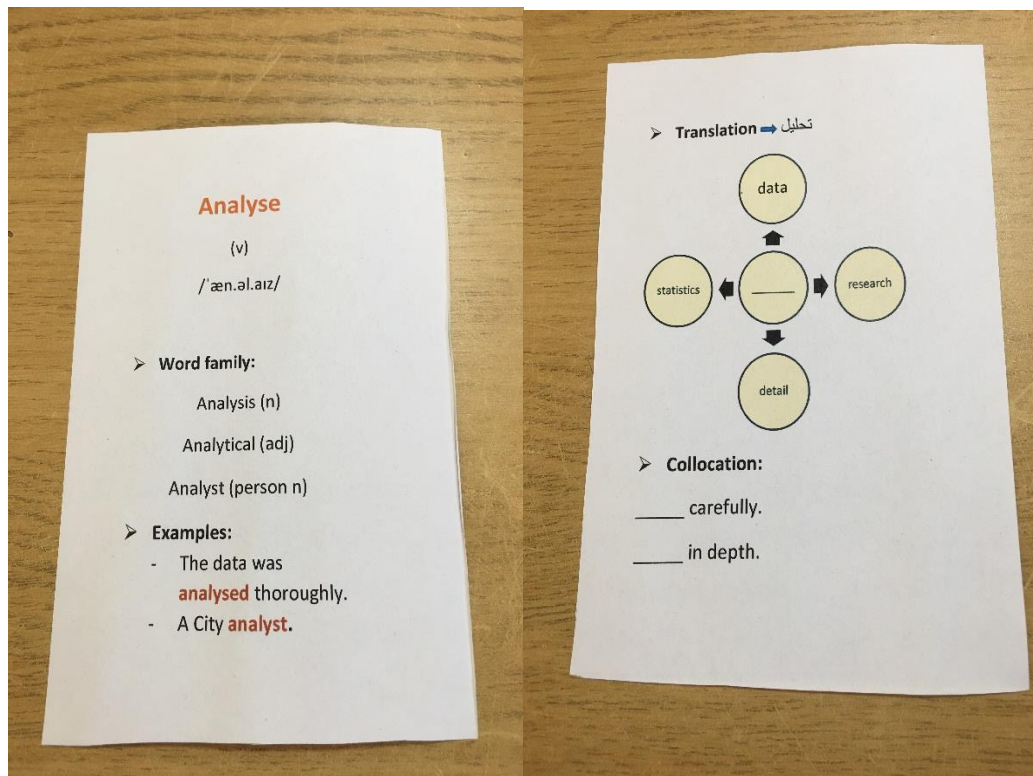 Analyse
(v)
/ˈæn.əl.aɪz/
➢ Word family:
Analysis (n)
Analytical (adj)
Analyst (person n)
➢ Examples:
- The data was
analysed thoroughly.
- A City analyst.
➢ Translation ➡ تحليل
data
statistics
_____
research
detail
➢ Collocation:
_____ carefully.
_____ in depth.